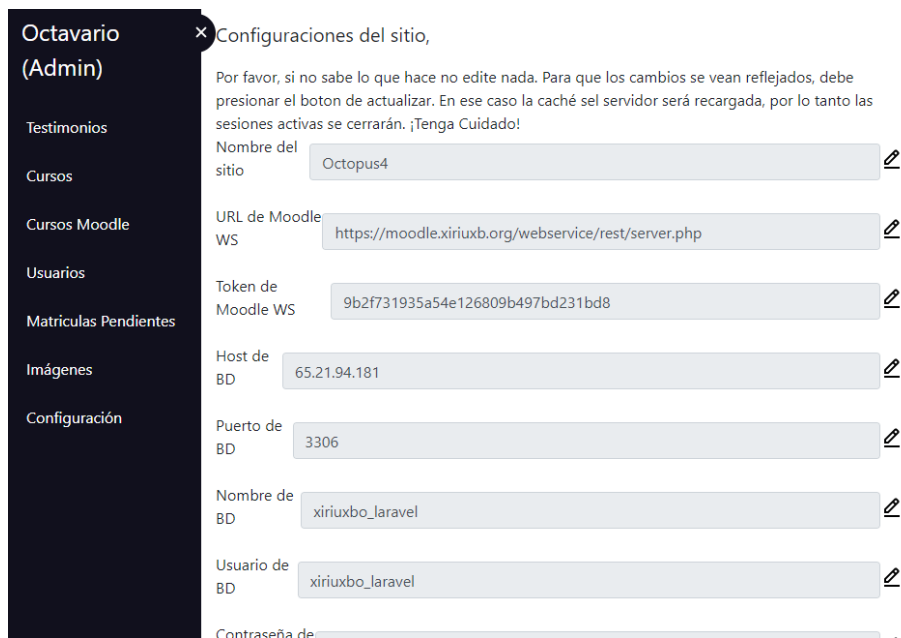 Octavario
(Admin)
×
Testimonios
Cursos
Cursos Moodle
Usuarios
Matriculas Pendientes
Imágenes
Configuración
Configuraciones del sitio,
Por favor, si no sabe lo que hace no edite nada. Para que los cambios se vean reflejados, debe
presionar el boton de actualizar. En ese caso la caché sel servidor será recargada, por lo tanto las
sesiones activas se cerrarán. ¡Tenga Cuidado!
Nombre del
sitio
Octopus4
URL de Moodle
WS
https://moodle.xiriuxb.org/webservice/rest/server.php
Token de
Moodle WS
9b2f731935a54e126809b497bd231bd8
Host de
BD
65.21.94.181
Puerto de
BD
3306
Nombre de
BD
xiriuxbo_laravel
Usuario de
BD
xiriuxbo_laravel
Contraseña de